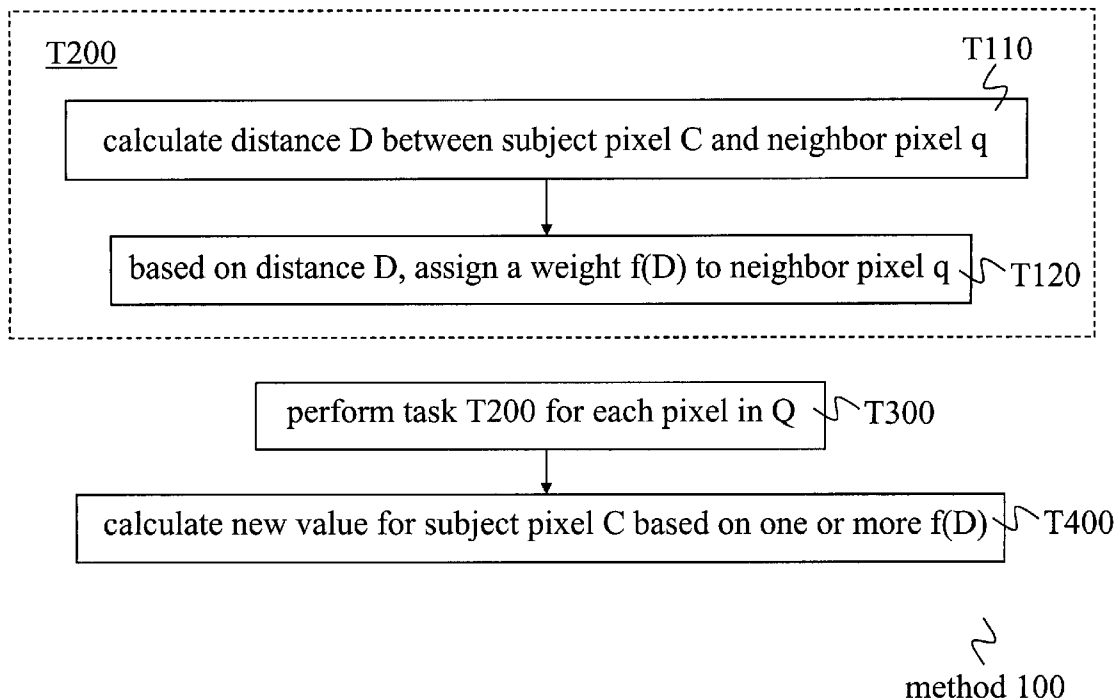 T200
T110
calculate distance D between subject pixel C and neighbor pixel q
based on distance D, assign a weight f(D) to neighbor pixel q
T120
perform task T200 for each pixel in Q
T300
calculate new value for subject pixel C based on one or more f(D)
T400
method 100